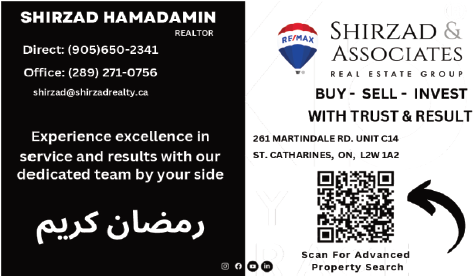 SHIRZAD HAMADAMIN
REALTOR
Direct: (905)650-2341
Office: (289) 271-0756
shirzad@shirzadrealty.ca
Experience excellence in
service and results with our
dedicated team by your side
رمضان كريم
RE/MAX
SHIRZAD &
ASSOCIATES
REAL ESTATE GROUP
BUY - SELL - INVEST
WITH TRUST & RESULT
261 MARTINDALE RD. UNIT C14
ST. CATHARINES, ON, L2W 1A2
Scan For Advanced
Property Search